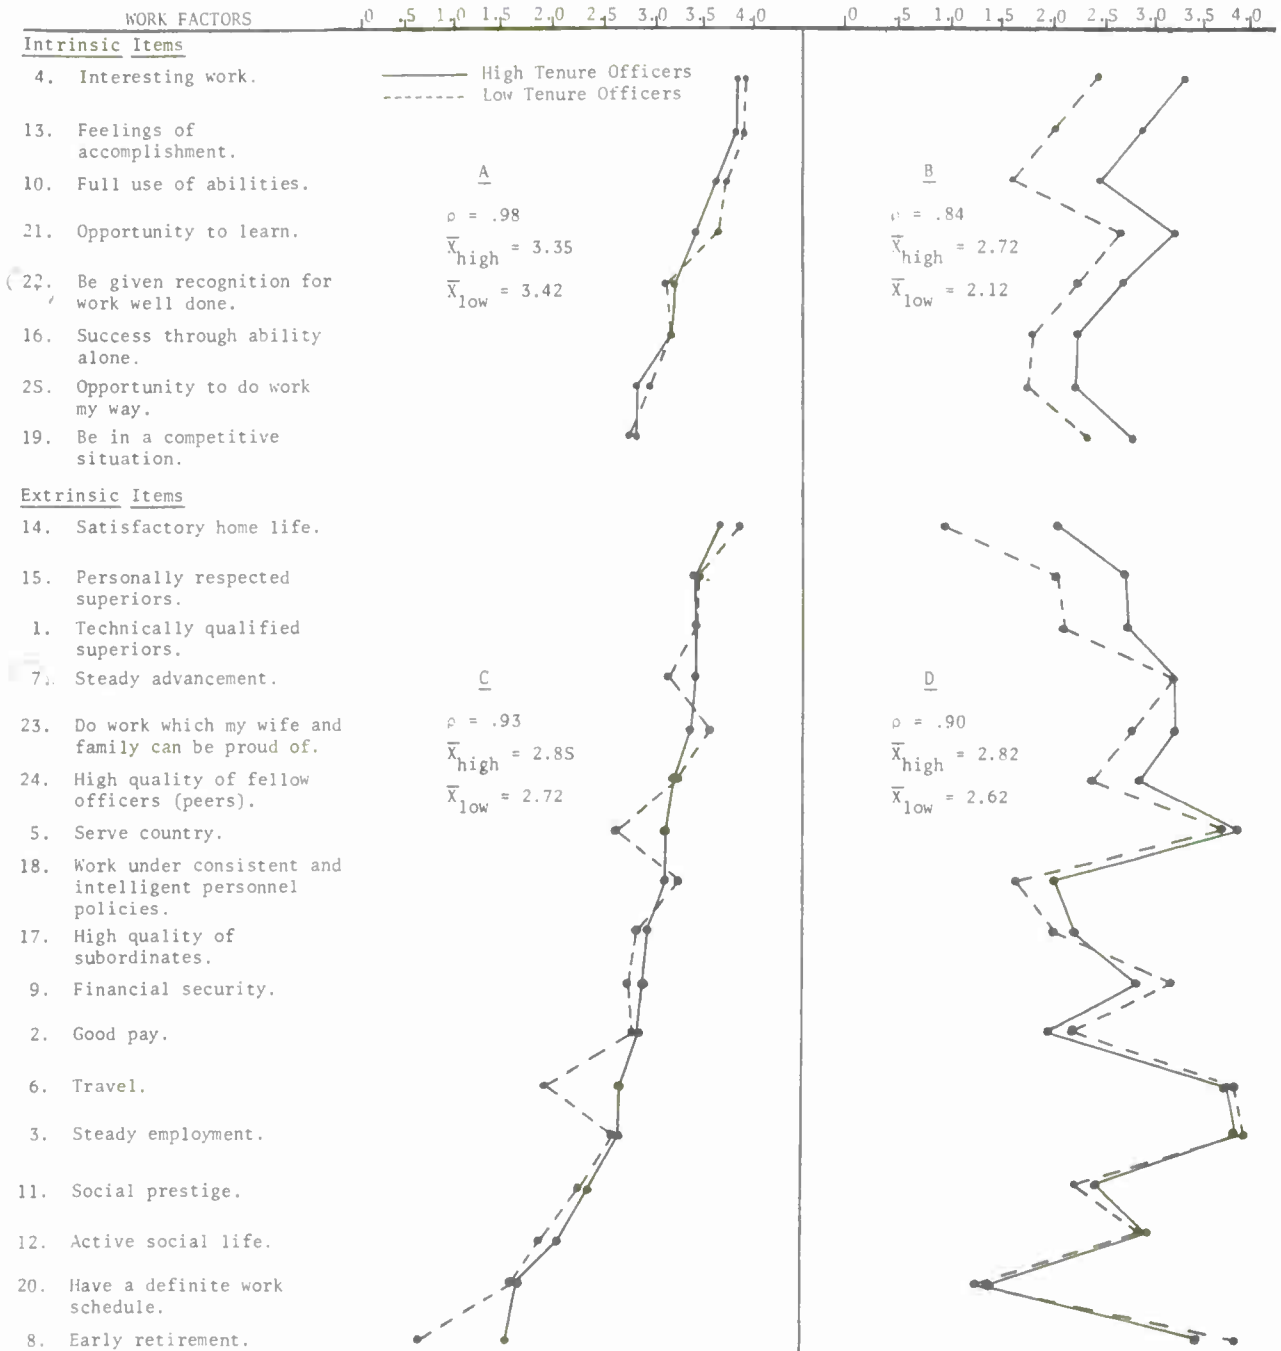 WORK FACTORS 0 .5 1.0 1.5 2.0 2.5 3.0 3.5 4.0 0 .5 1.0 1.5 2.0 2.5 3.0 3.5 4.0
Intrinsic Items
4. Interesting work.
High Tenure Officers
Low Tenure Officers
13. Feelings of
accomplishment.
10. Full use of abilities.
21. Opportunity to learn.
22. Be given recognition for
work well done.
16. Success through ability
alone.
25. Opportunity to do work
my way.
19. Be in a competitive
situation.
A
ρ = .98
X̅high = 3.35
X̅low = 3.42
B
ρ = .84
X̅high = 2.72
X̅low = 2.12
Extrinsic Items
14. Satisfactory home life.
15. Personally respected
superiors.
1. Technically qualified
superiors.
7. Steady advancement.
23. Do work which my wife and
family can be proud of.
24. High quality of fellow
officers (peers).
5. Serve country.
18. Work under consistent and
intelligent personnel
policies.
17. High quality of
subordinates.
9. Financial security.
2. Good pay.
6. Travel.
3. Steady employment.
11. Social prestige.
12. Active social life.
20. Have a definite work
schedule.
8. Early retirement.
C
ρ = .93
X̅high = 2.85
X̅low = 2.72
D
ρ = .90
X̅high = 2.82
X̅low = 2.62